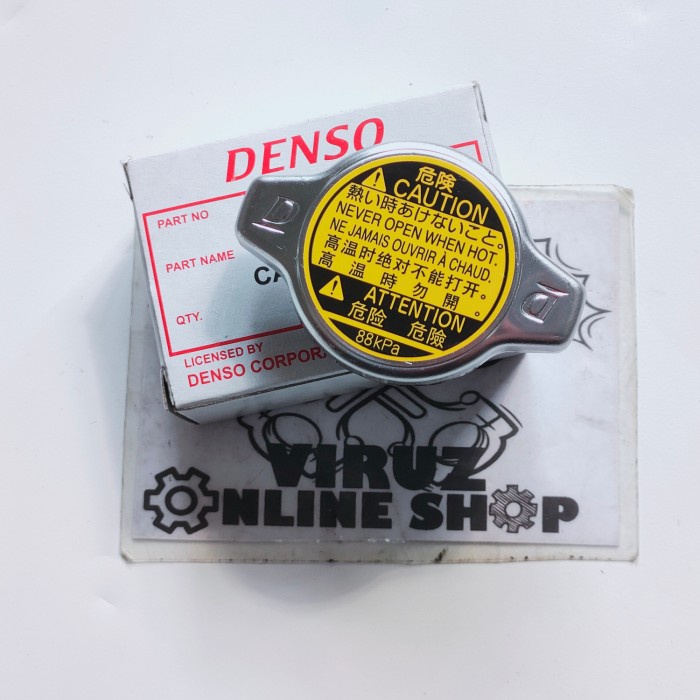 DENSO
PART NO
PART NAME
CA
QTY.
LICENSED BY
DENSO CORPORA
危険
CAUTION
熱い時あけないこと。
NEVER OPEN WHEN HOT.
NE JAMAIS OUVRIR À CHAUD.
高温时绝对不能打开。
高温時勿開。
ATTENTION
危险 危險
88kPa
D
D
VIRUZ
ONLINE SHOP